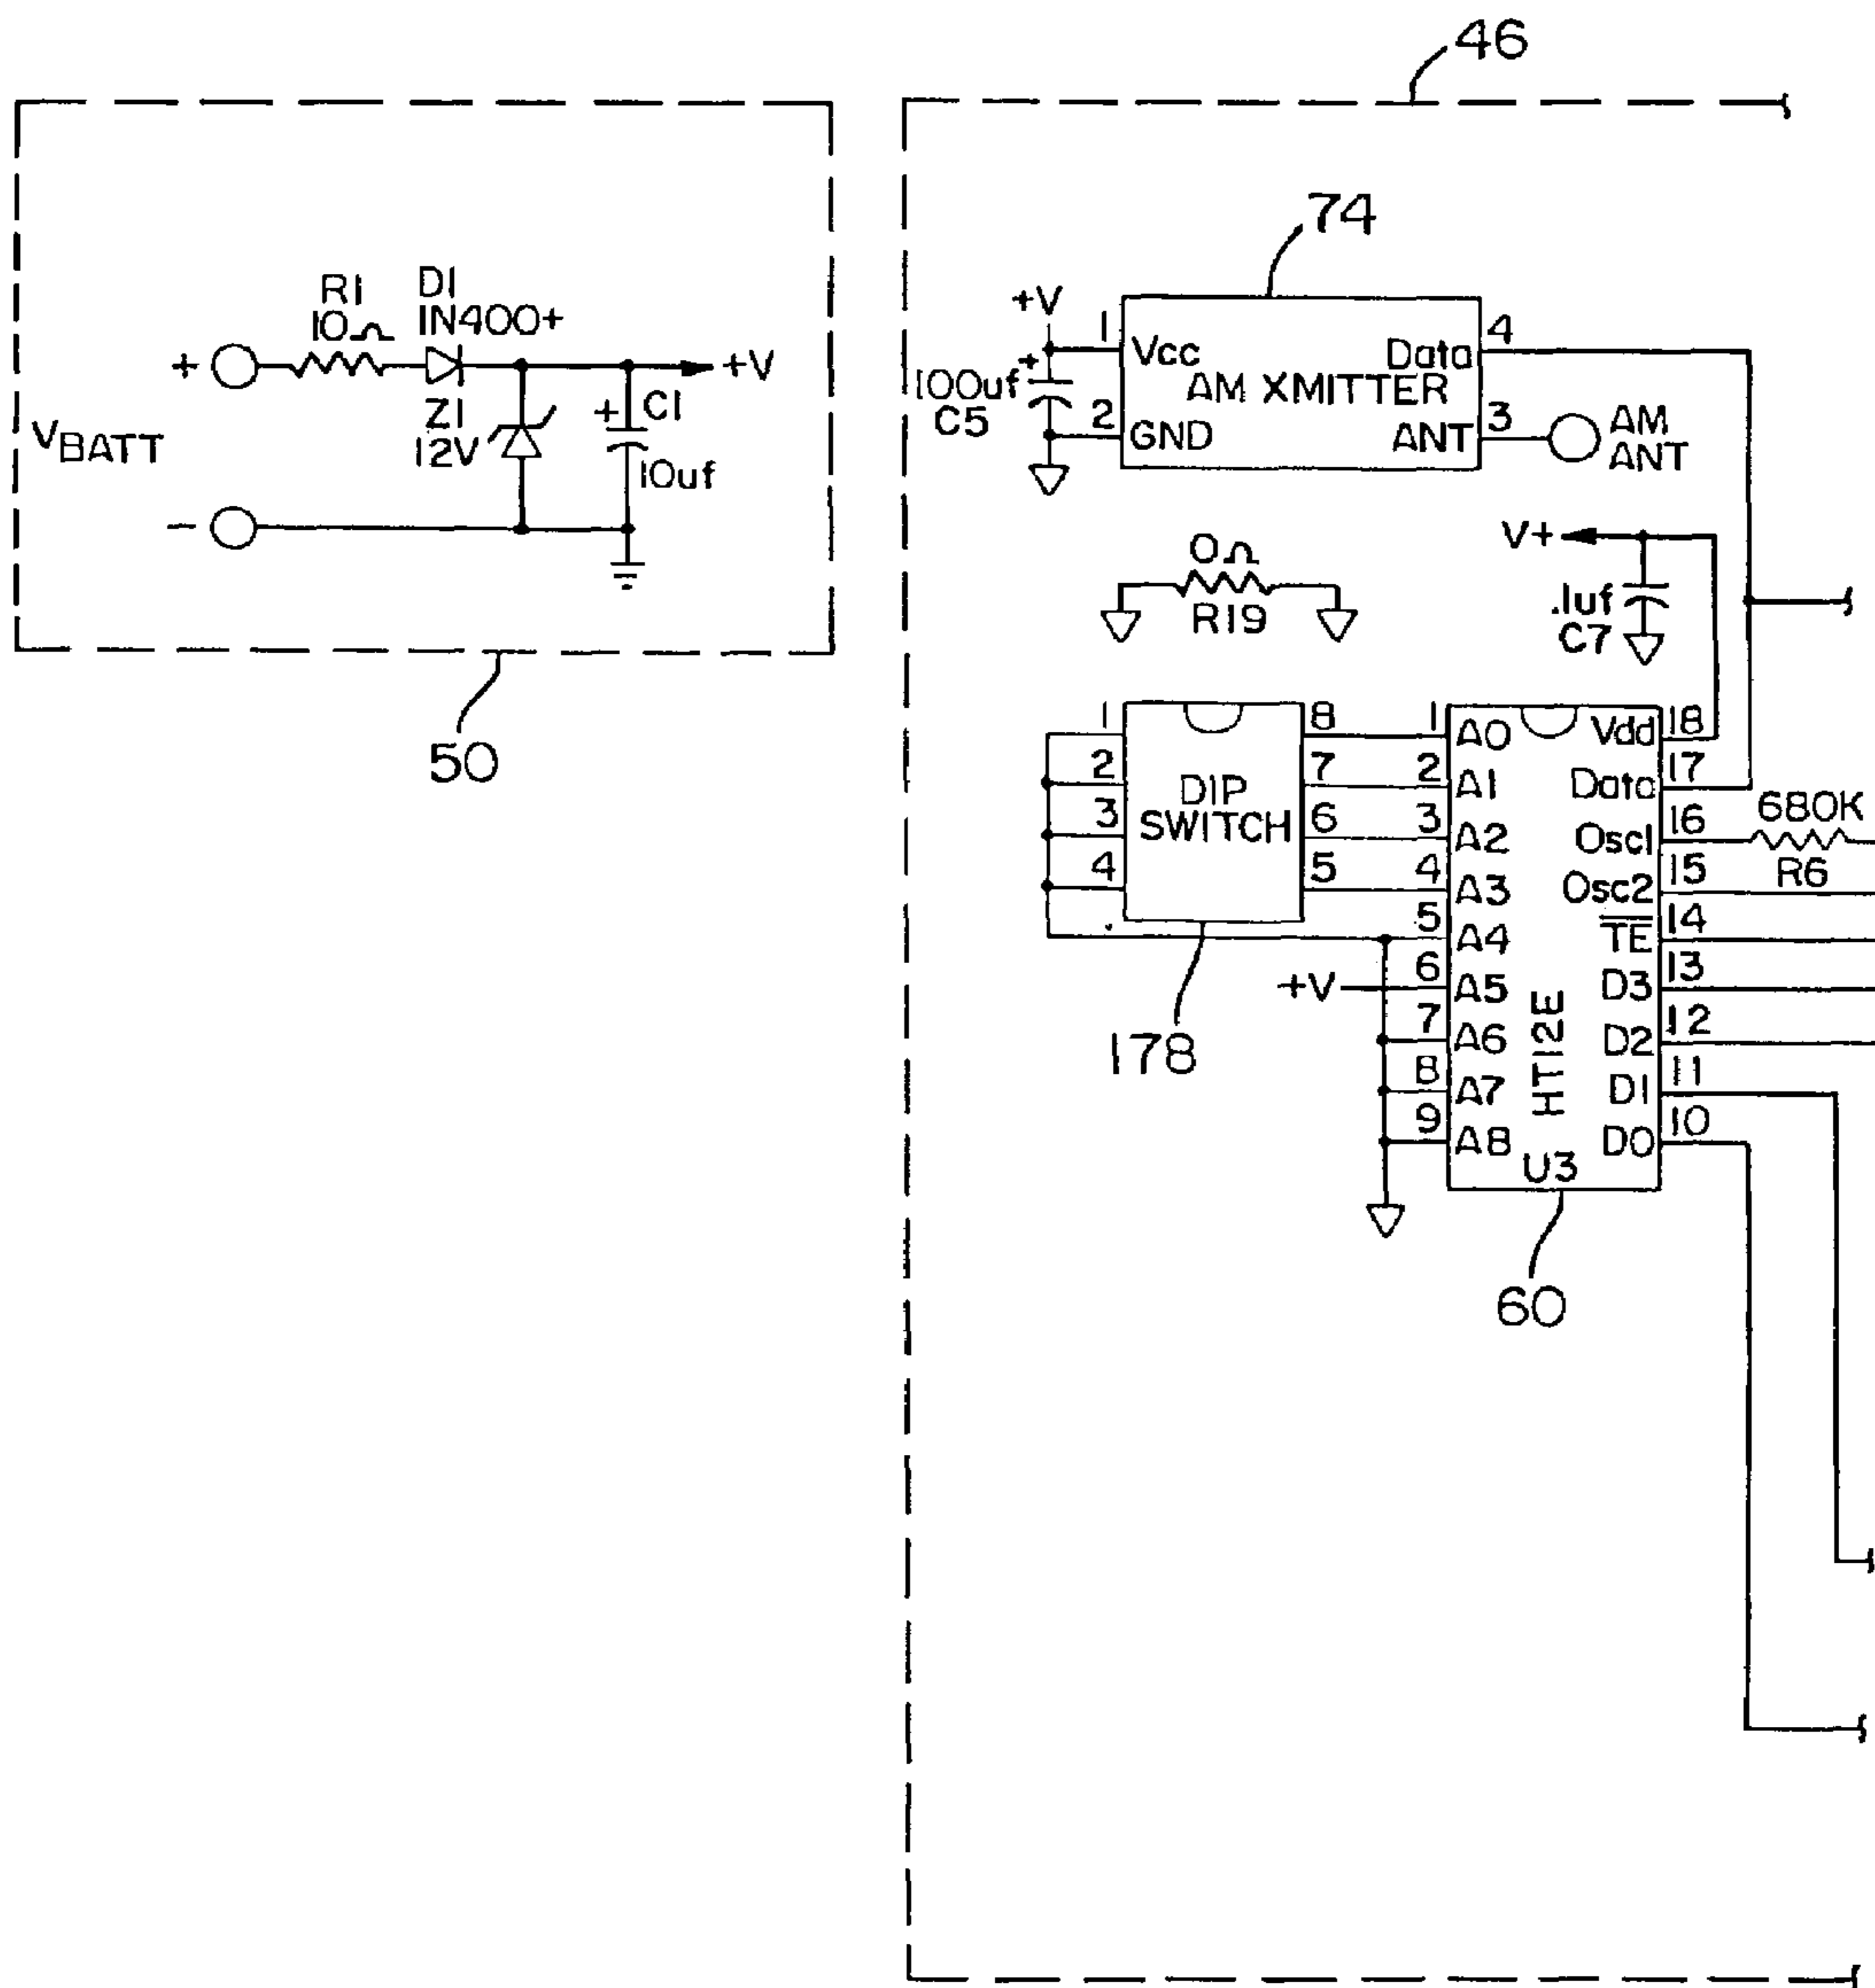 46
74
R1
10Ω
D1
IN400+
+
+V
Z1
12V
+
C1
10uf
VBATT
-
50
+V
1
Vcc
Data
4
100uf
+
C5
AM XMITTER
2
GND
ANT
3
AM
ANT
0Ω
R19
V+
.1uf
C7
1
8
2
7
DIP
3
SWITCH
6
4
5
178
1
A0
Vdd
18
2
A1
Data
17
3
A2
Osc1
16
680K
R6
4
A3
Osc2
15
5
A4
TE
14
+V
6
A5
D3
13
7
A6
D2
12
8
A7
D1
11
9
A8
D0
10
HT12E
U3
60